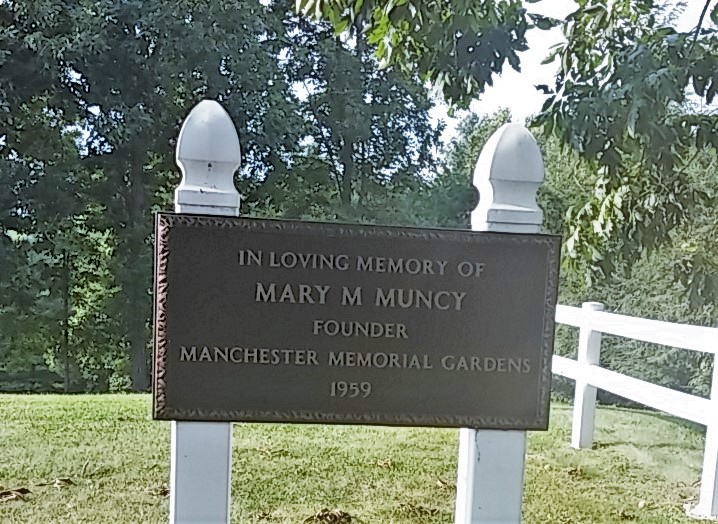 IN LOVING MEMORY OF
MARY M MUNCY
FOUNDER
MANCHESTER MEMORIAL GARDENS
1959